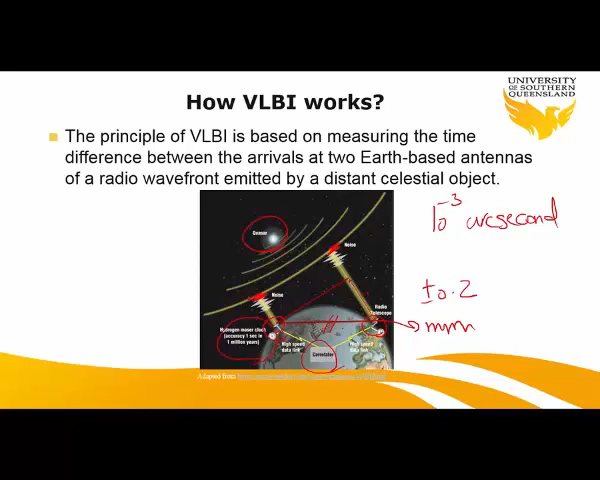 UNIVERSITY
OF SOUTHERN
QUEENSLAND
How VLBI works?
The principle of VLBI is based on measuring the time
difference between the arrivals at two Earth-based antennas
of a radio wavefront emitted by a distant celestial object.
10⁻³ arcsecond
Quasar
Noise
Noise
± 0.2
mm
Radio
Telescope
Hydrogen maser clock
(accuracy 1 sec in
1 million years)
High speed
data link
Correlator
High speed
data link
Adapted from